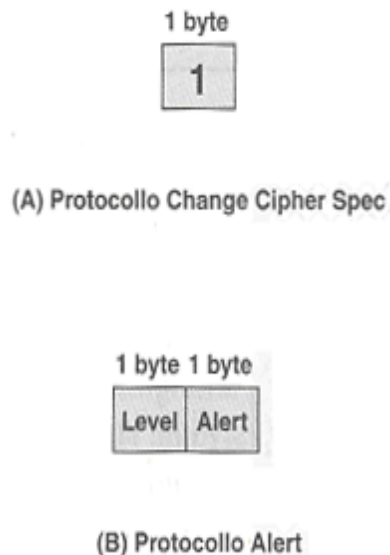 1 byte
1
(A) Protocollo Change Cipher Spec
1 byte 1 byte
Level Alert
(B) Protocollo Alert